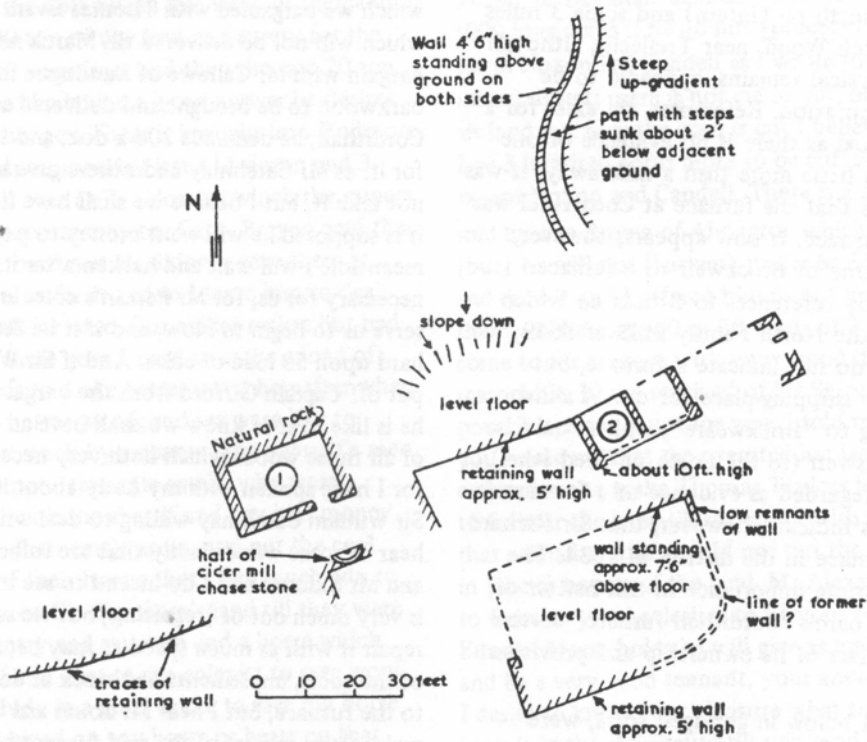 Wall 4'6" high
standing above
ground on
both sides
Steep
up-gradient
path with steps
sunk about 2'
below adjacent
ground
N
slope down
level floor
Natural rock
1
2
retaining wall
approx. 5' high
about 10ft. high
low remnants
of wall
wall standing
approx. 7'6"
above floor
half of
cider mill
chase stone
level floor
level floor
line of former
wall ?
traces of
retaining wall
0 10 20 30 feet
retaining wall
approx. 5' high